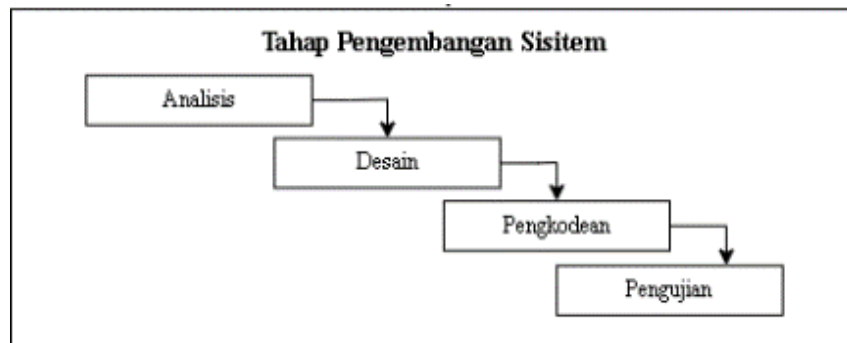 Tahap Pengembangan Sisitem
Analisis
Desain
Pengkodean
Pengujian